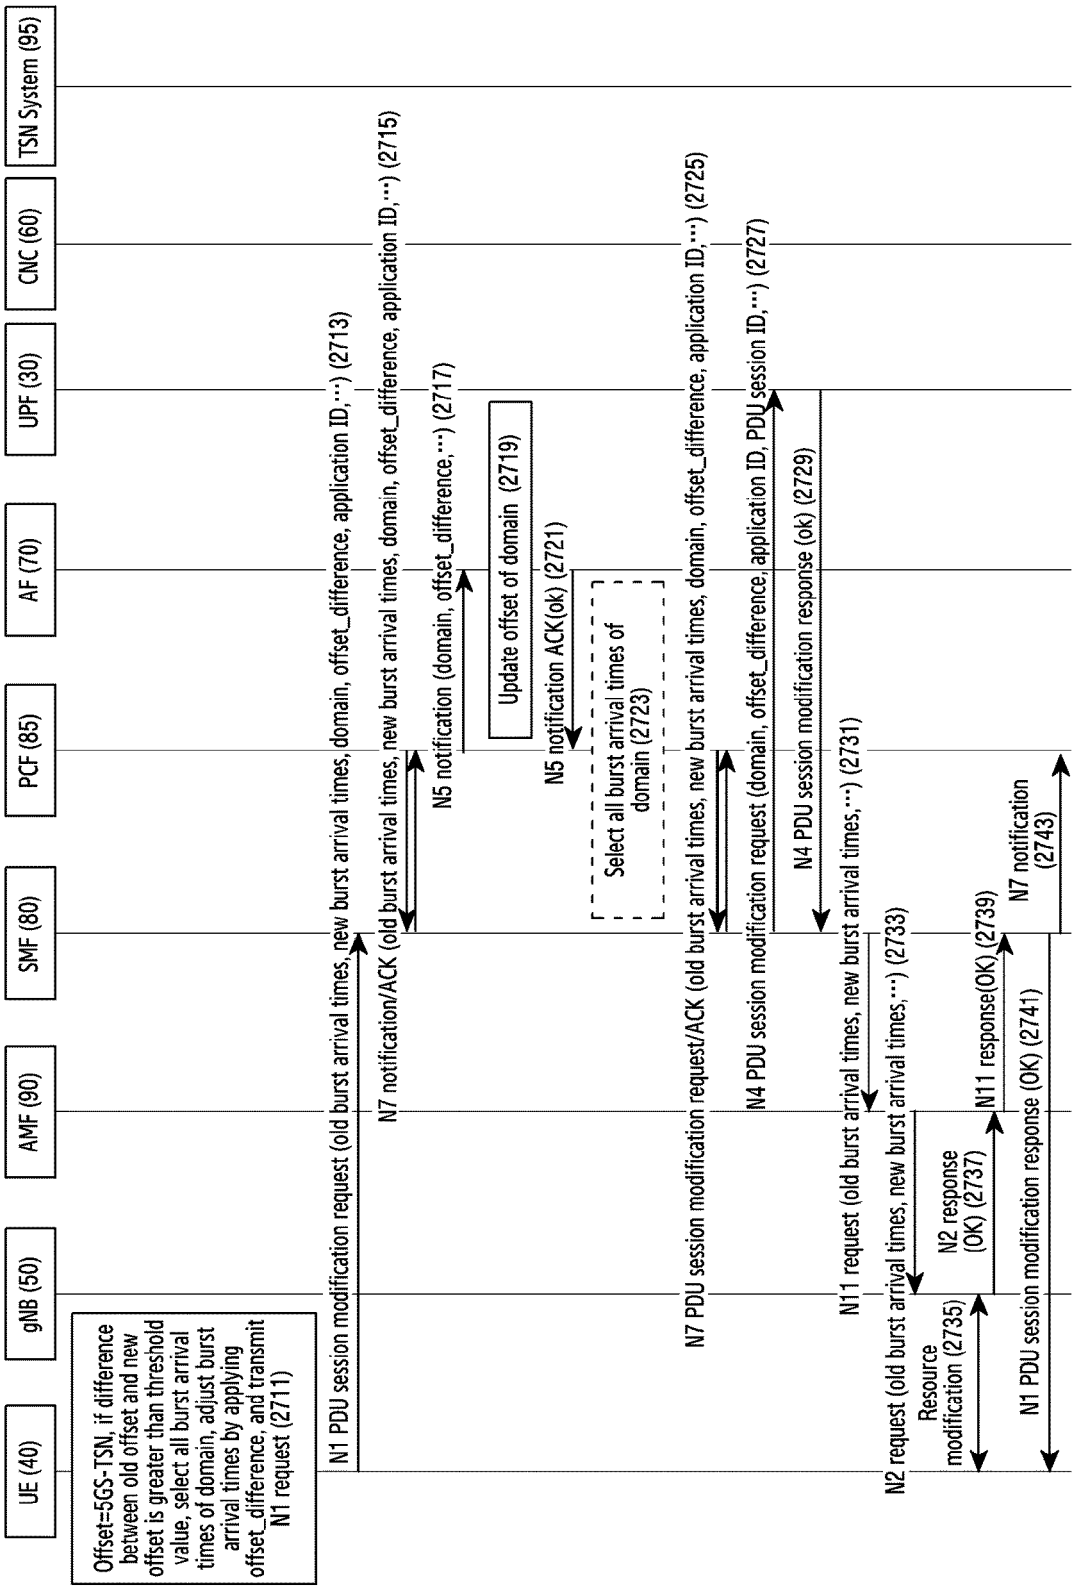 UE (40)
gNB (50)
AMF (90)
SMF (80)
PCF (85)
AF (70)
UPF (30)
CNC (60)
TSN System (95)
Offset=5GS-TSN, if difference
between old offset and new
offset is greater than threshold
value, select all burst arrival
times of domain, adjust burst
arrival times by applying
offset_difference, and transmit
N1 request (2711)
N1 PDU session modification request (old burst arrival times, new burst arrival times, domain, offset_difference, application ID,···) (2713)
N7 notification/ACK (old burst arrival times, new burst arrival times, domain, offset_difference, application ID,···) (2715)
N5 notification (domain, offset_difference,···) (2717)
Update offset of domain (2719)
N5 notification ACK(ok) (2721)
Select all burst arrival times of
domain (2723)
N7 PDU session modification request/ACK (old burst arrival times, new burst arrival times, domain, offset_difference, application ID,···) (2725)
N4 PDU session modification request (domain, offset_difference, application ID, PDU session ID,···) (2727)
N4 PDU session modification response (ok) (2729)
N11 request (old burst arrival times, new burst arrival times,···) (2731)
N2 request (old burst arrival times, new burst arrival times,···) (2733)
Resource
modification (2735)
N2 response
(OK) (2737)
N11 response(OK) (2739)
N1 PDU session modification response (OK) (2741)
N7 notification
(2743)